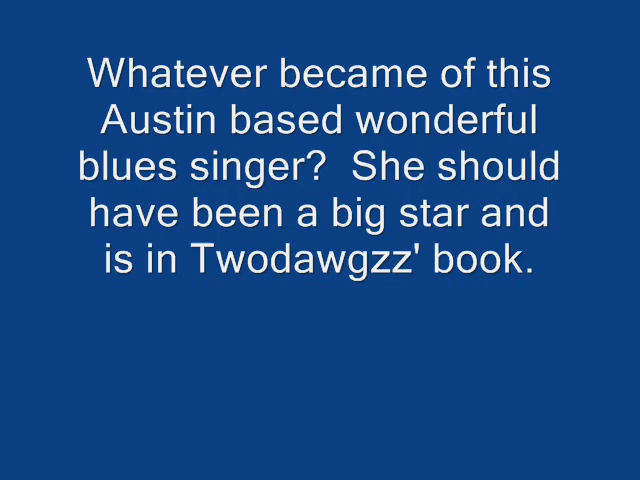 Whatever became of this
Austin based wonderful
blues singer?  She should
have been a big star and
is in Twodawgzz' book.